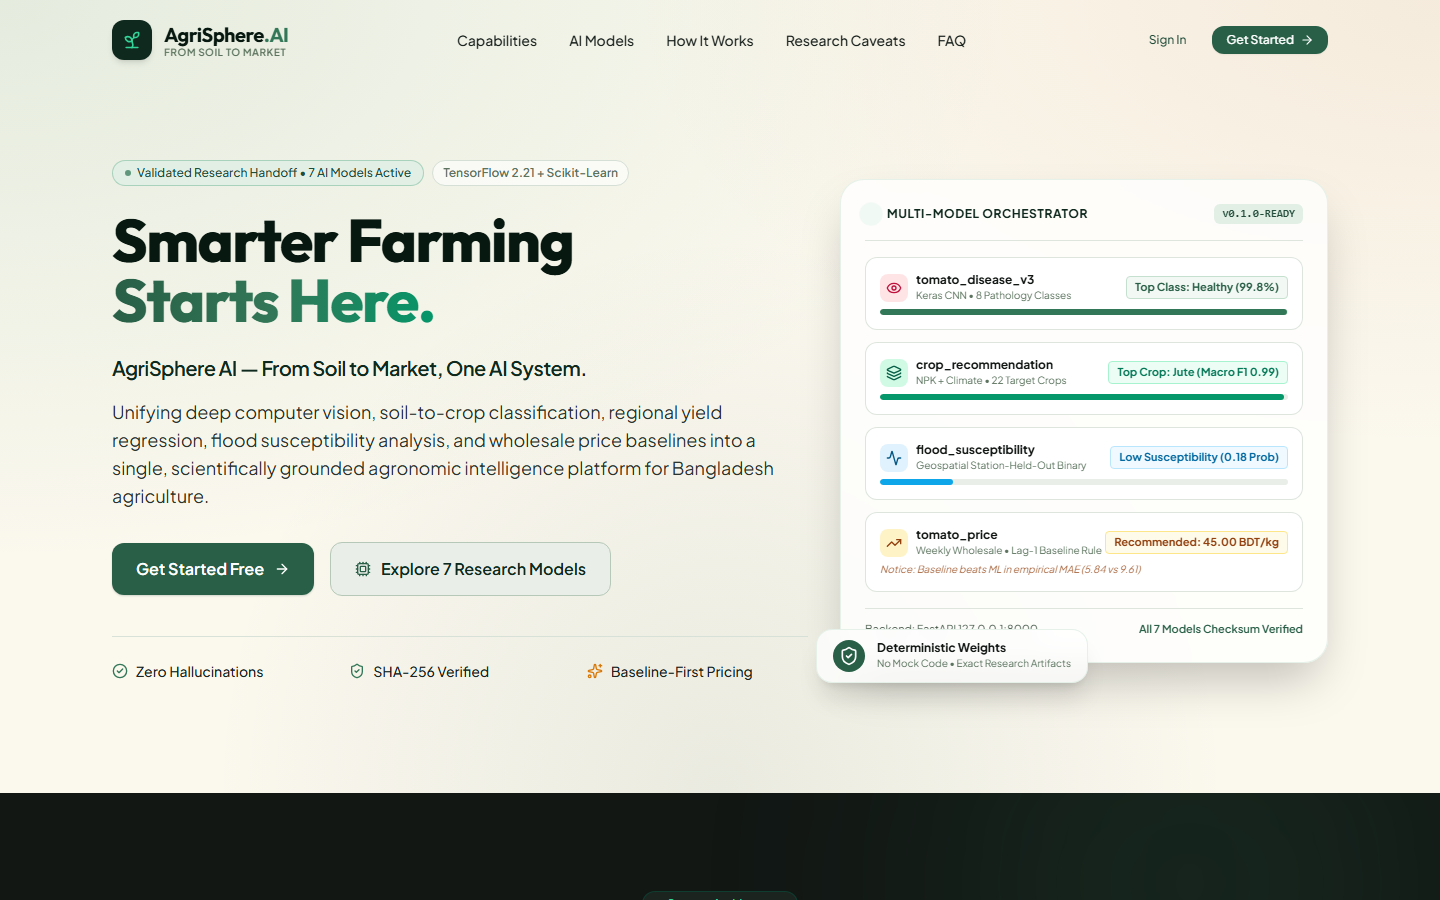 AgriSphere.AI
FROM SOIL TO MARKET
Capabilities
AI Models
How It Works
Research Caveats
FAQ
Sign In
Get Started
Validated Research Handoff • 7 AI Models Active
TensorFlow 2.21 + Scikit-Learn
Smarter Farming
Starts Here.
AgriSphere AI — From Soil to Market, One AI System.
Unifying deep computer vision, soil-to-crop classification, regional yield
regression, flood susceptibility analysis, and wholesale price baselines into a
single, scientifically grounded agronomic intelligence platform for Bangladesh
agriculture.
Get Started Free
Explore 7 Research Models
Zero Hallucinations
SHA-256 Verified
Baseline-First Pricing
MULTI-MODEL ORCHESTRATOR
v0.1.0-READY
tomato_disease_v3
Keras CNN • 8 Pathology Classes
Top Class: Healthy (99.8%)
crop_recommendation
NPK + Climate • 22 Target Crops
Top Crop: Jute (Macro F1 0.99)
flood_susceptibility
Geospatial Station-Held-Out Binary
Low Susceptibility (0.18 Prob)
tomato_price
Weekly Wholesale • Lag-1 Baseline Rule
Recommended: 45.00 BDT/kg
Notice: Baseline beats ML in empirical MAE (5.84 vs 9.61)
Backend: FastAPI 127.0.0.1:8000
All 7 Models Checksum Verified
Deterministic Weights
No Mock Code • Exact Research Artifacts